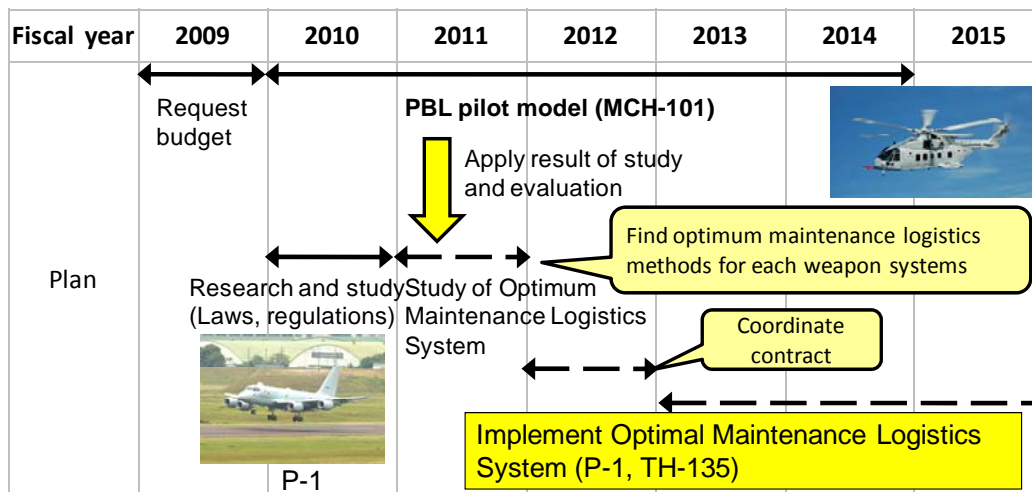 Fiscal year 2009 2010 2011 2012 2013 2014 2015
Request
budget
PBL pilot model (MCH-101)
Apply result of study
and evaluation
Find optimum maintenance logistics
methods for each weapon systems
Plan
Research and study
(Laws, regulations)
Study of Optimum
Maintenance Logistics
System
Coordinate
contract
Implement Optimal Maintenance Logistics
System (P-1, TH-135)
P-1